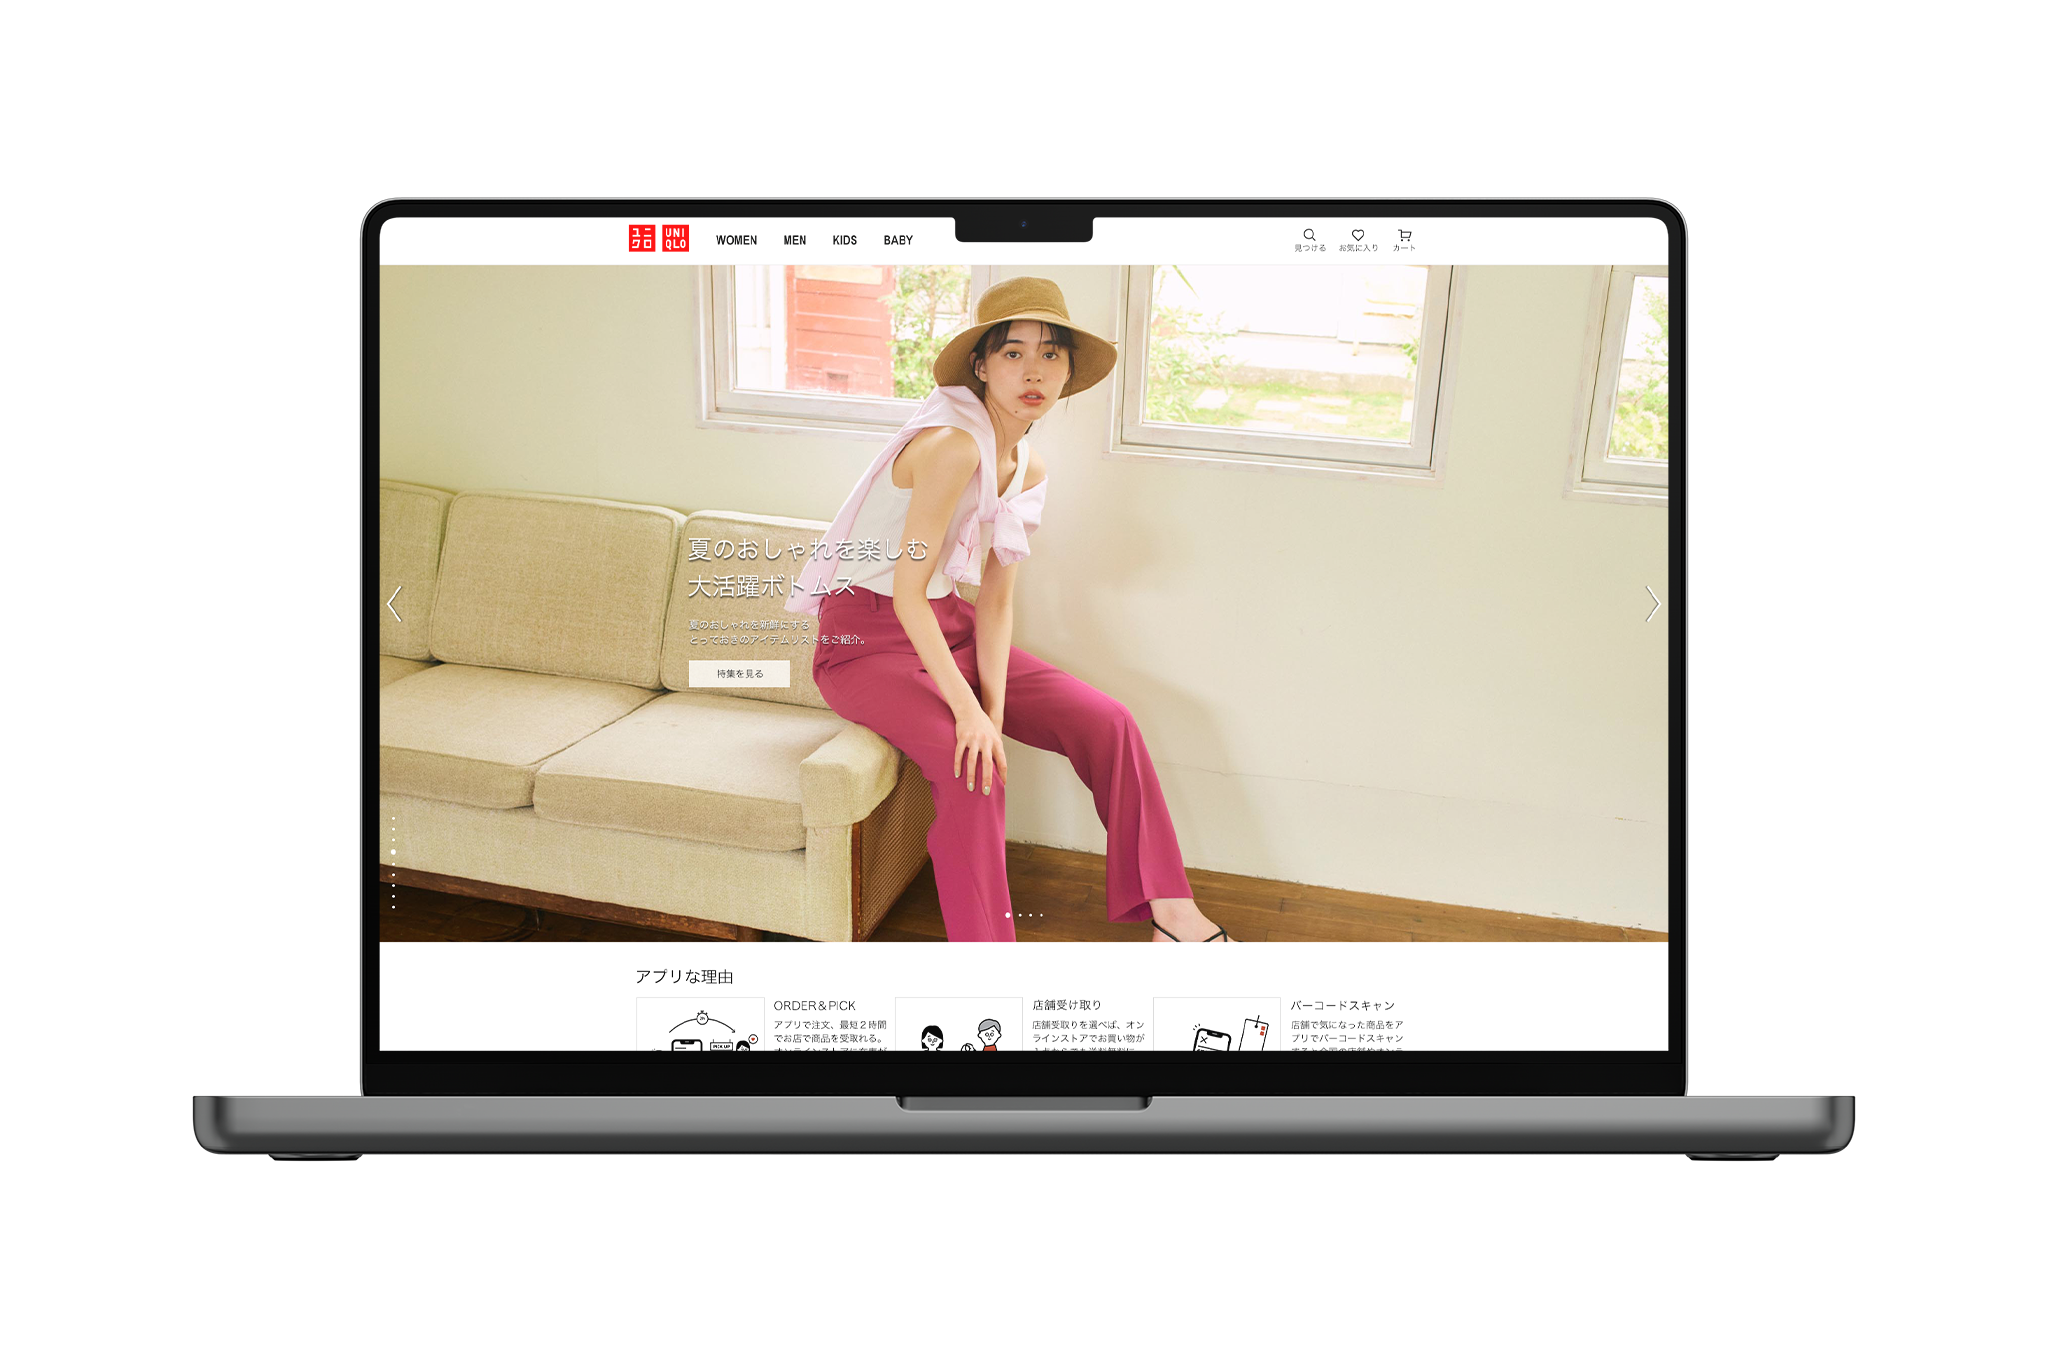 ユニ
クロ
UNI
QLO
WOMEN
MEN
KIDS
BABY
見つける
お気に入り
カート
夏のおしゃれを楽しむ
大活躍ボトムス
夏のおしゃれを新鮮にする
とっておきのアイテムリストをご紹介。
特集を見る
アプリな理由
ORDER&PICK
アプリで注文、最短2時間
でお店で商品を受取れる。
PICK UP
店舗受け取り
店舗受取りを選べば、オン
ラインストアでお買い物が
バーコードスキャン
店舗で気になった商品をア
プリでバーコードスキャン